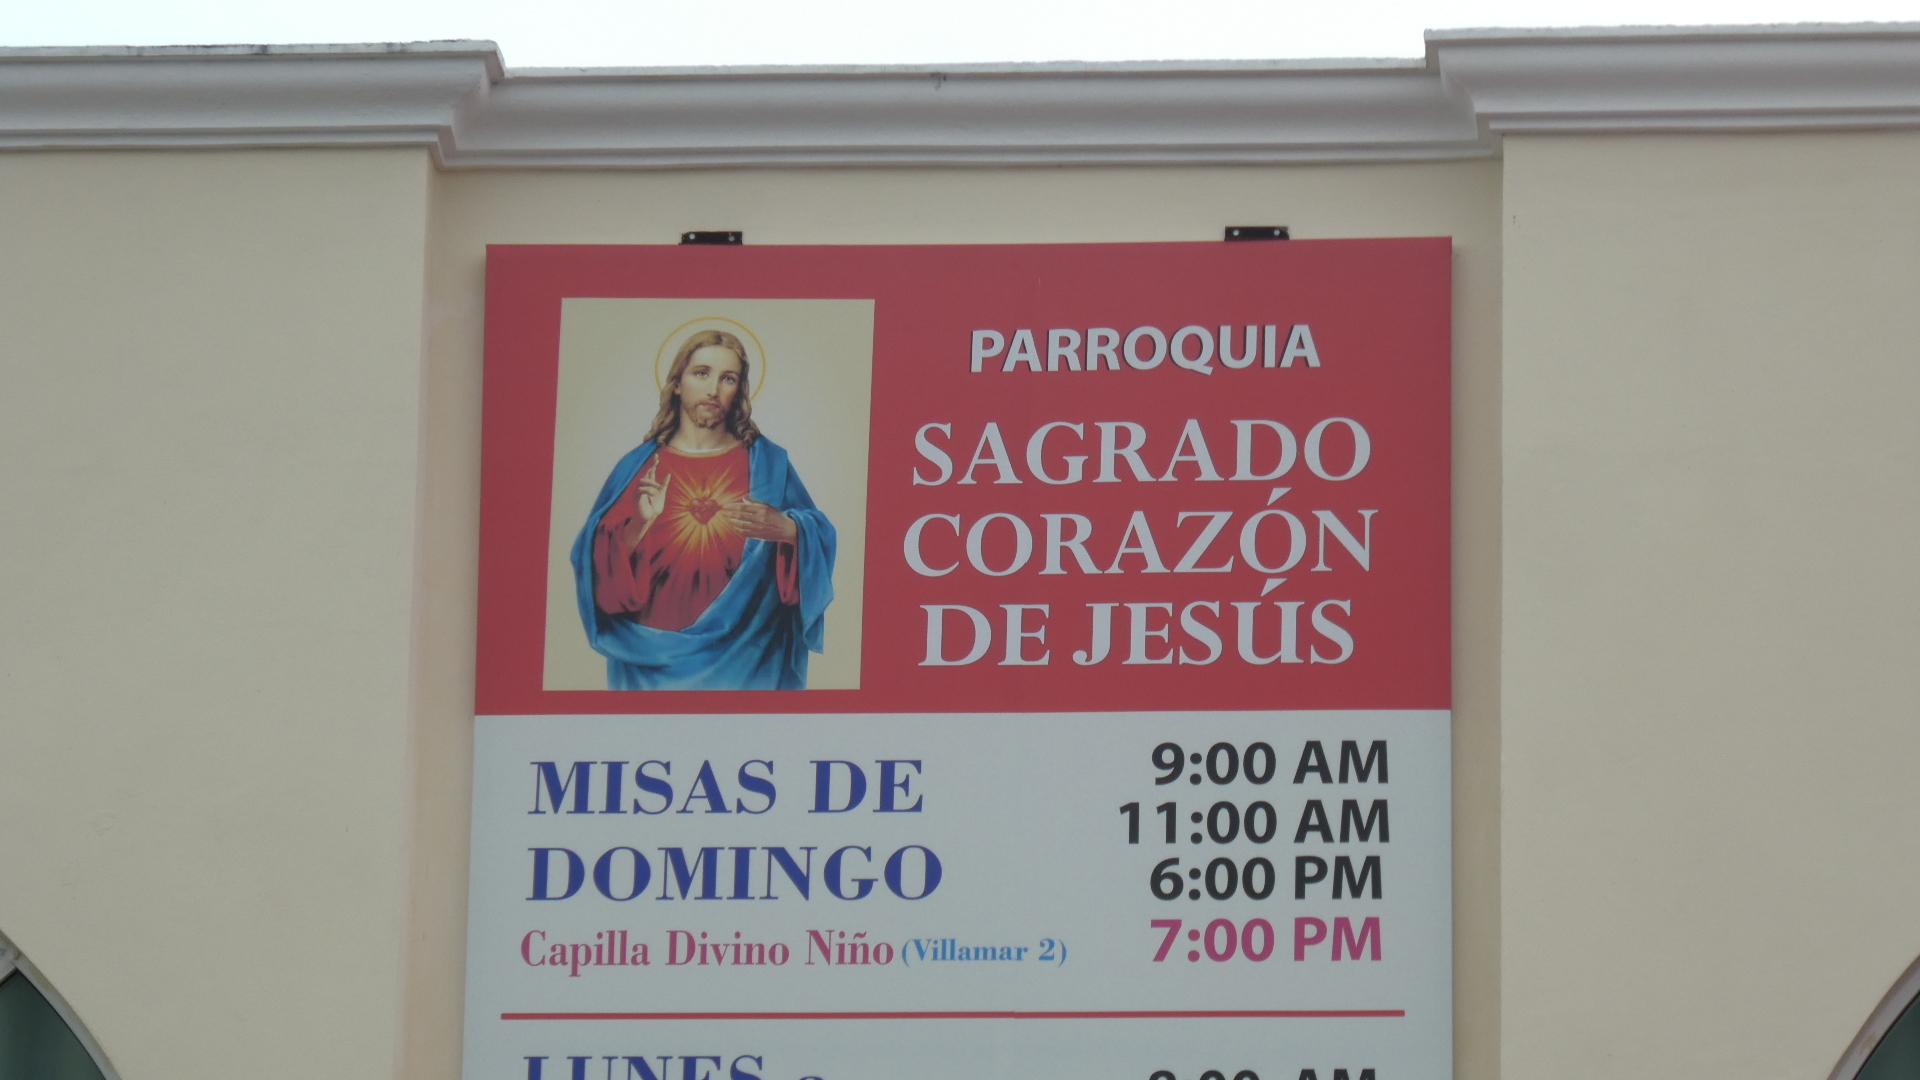 PARROQUIA
SAGRADO
CORAZÓN
DE JESÚS
MISAS DE
DOMINGO
9:00 AM
11:00 AM
6:00 PM
Capilla Divino Niño (Villamar 2) 7:00 PM
LUNES